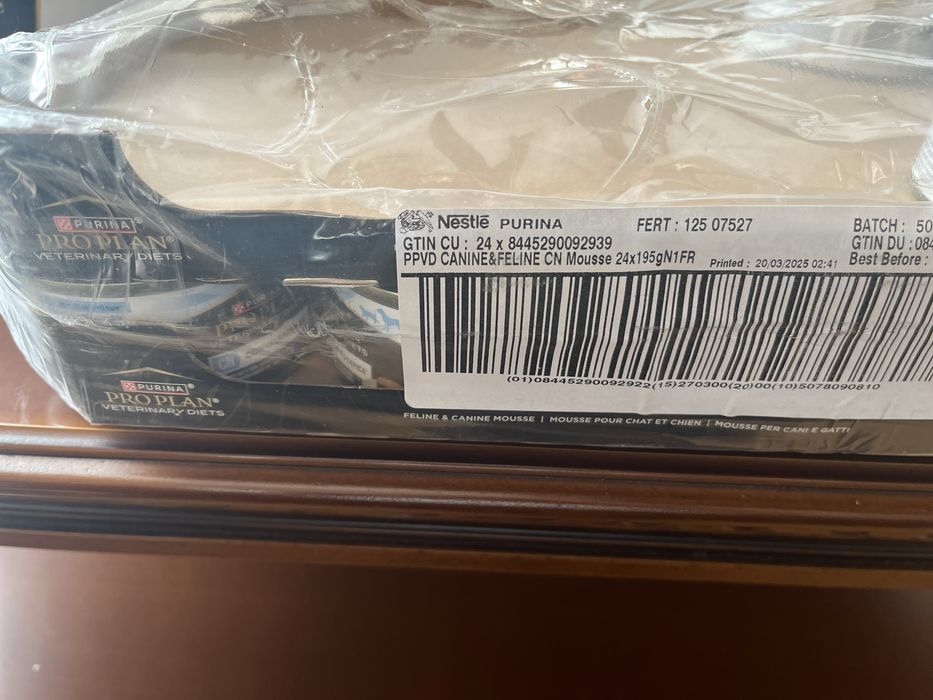 Nestlé PURINA FERT : 125 07527 BATCH : 50
GTIN CU : 24 x 8445290092939 GTIN DU : 084
PPVD CANINE&FELINE CN Mousse 24x195gN1FR Printed : 20/03/2025 02:41 Best Before :
(01)08445290092922(15)270300(20)00(10)5078090810
PURINA®
PRO PLAN®
VETERINARY DIETS
PURINA®
PRO PLAN®
VETERINARY DIETS
FELINE & CANINE MOUSSE | MOUSSE POUR CHAT ET CHIEN | MOUSSE PER CANI E GATTI